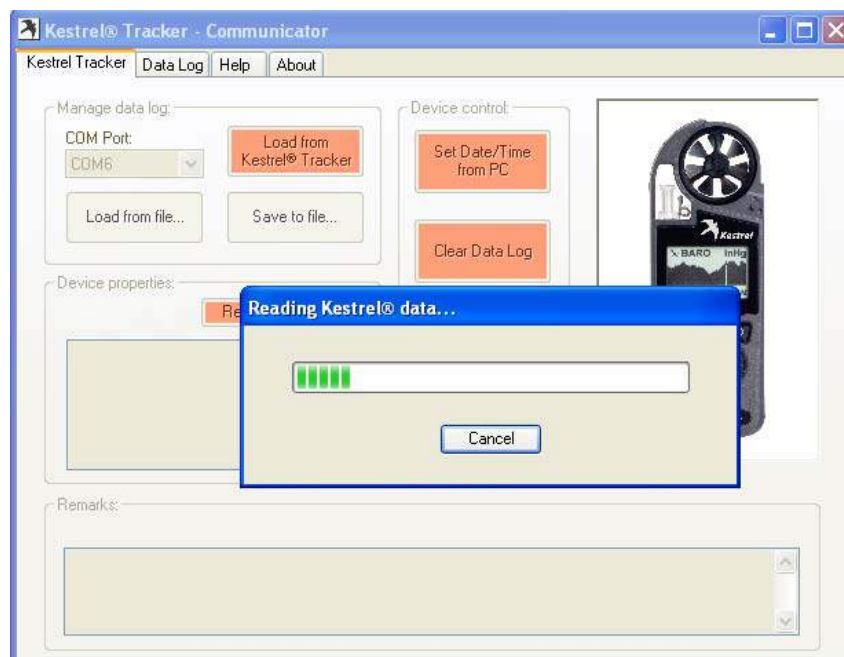 Kestrel® Tracker - Communicator
Kestrel Tracker
Data Log
Help
About
Manage data log:
COM Port:
COM6
Load from
Kestrel® Tracker
Load from file...
Save to file...
Device control:
Set Date/Time
from PC
Clear Data Log
Kestrel
BARO inHg
Device properties:
Re
Reading Kestrel® data...
Cancel
Remarks: